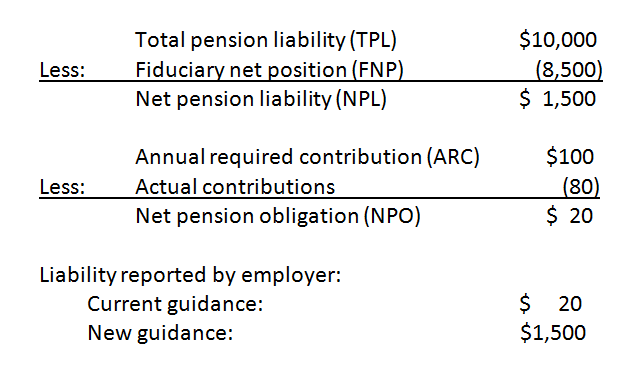 Total pension liability (TPL) $10,000
Less: Fiduciary net position (FNP) (8,500)
Net pension liability (NPL) $ 1,500
Annual required contribution (ARC) $100
Less: Actual contributions (80)
Net pension obligation (NPO) $ 20
Liability reported by employer:
Current guidance: $ 20
New guidance: $1,500